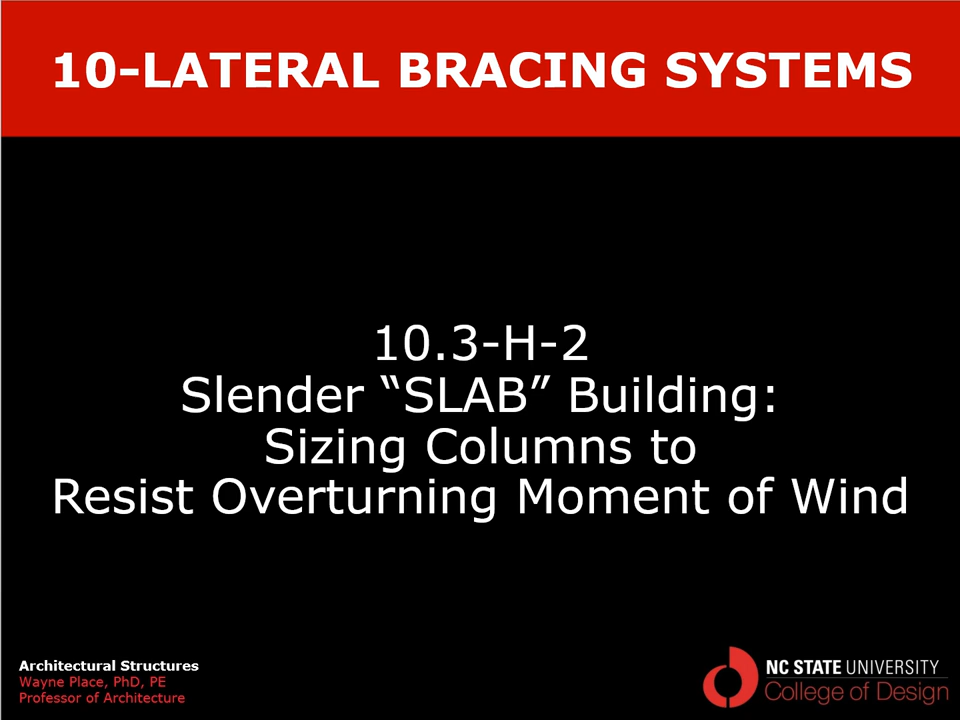 10-LATERAL BRACING SYSTEMS
10.3-H-2
Slender “SLAB” Building:
Sizing Columns to
Resist Overturning Moment of Wind
Architectural Structures
Wayne Place, PhD, PE
Professor of Architecture
NC STATE UNIVERSITY
College of Design